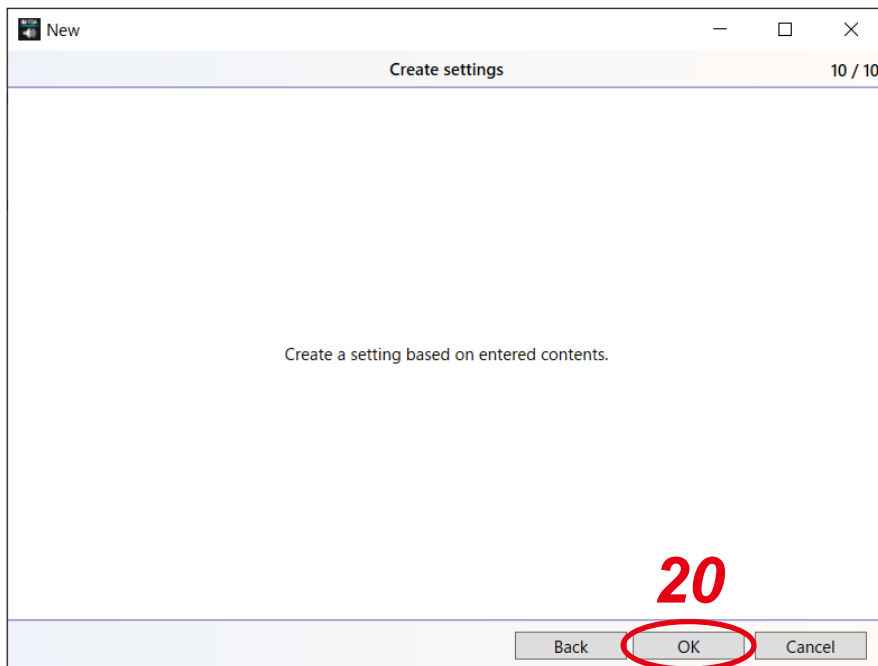 New
Create settings
10 / 10
Create a setting based on entered contents.
20
Back
OK
Cancel